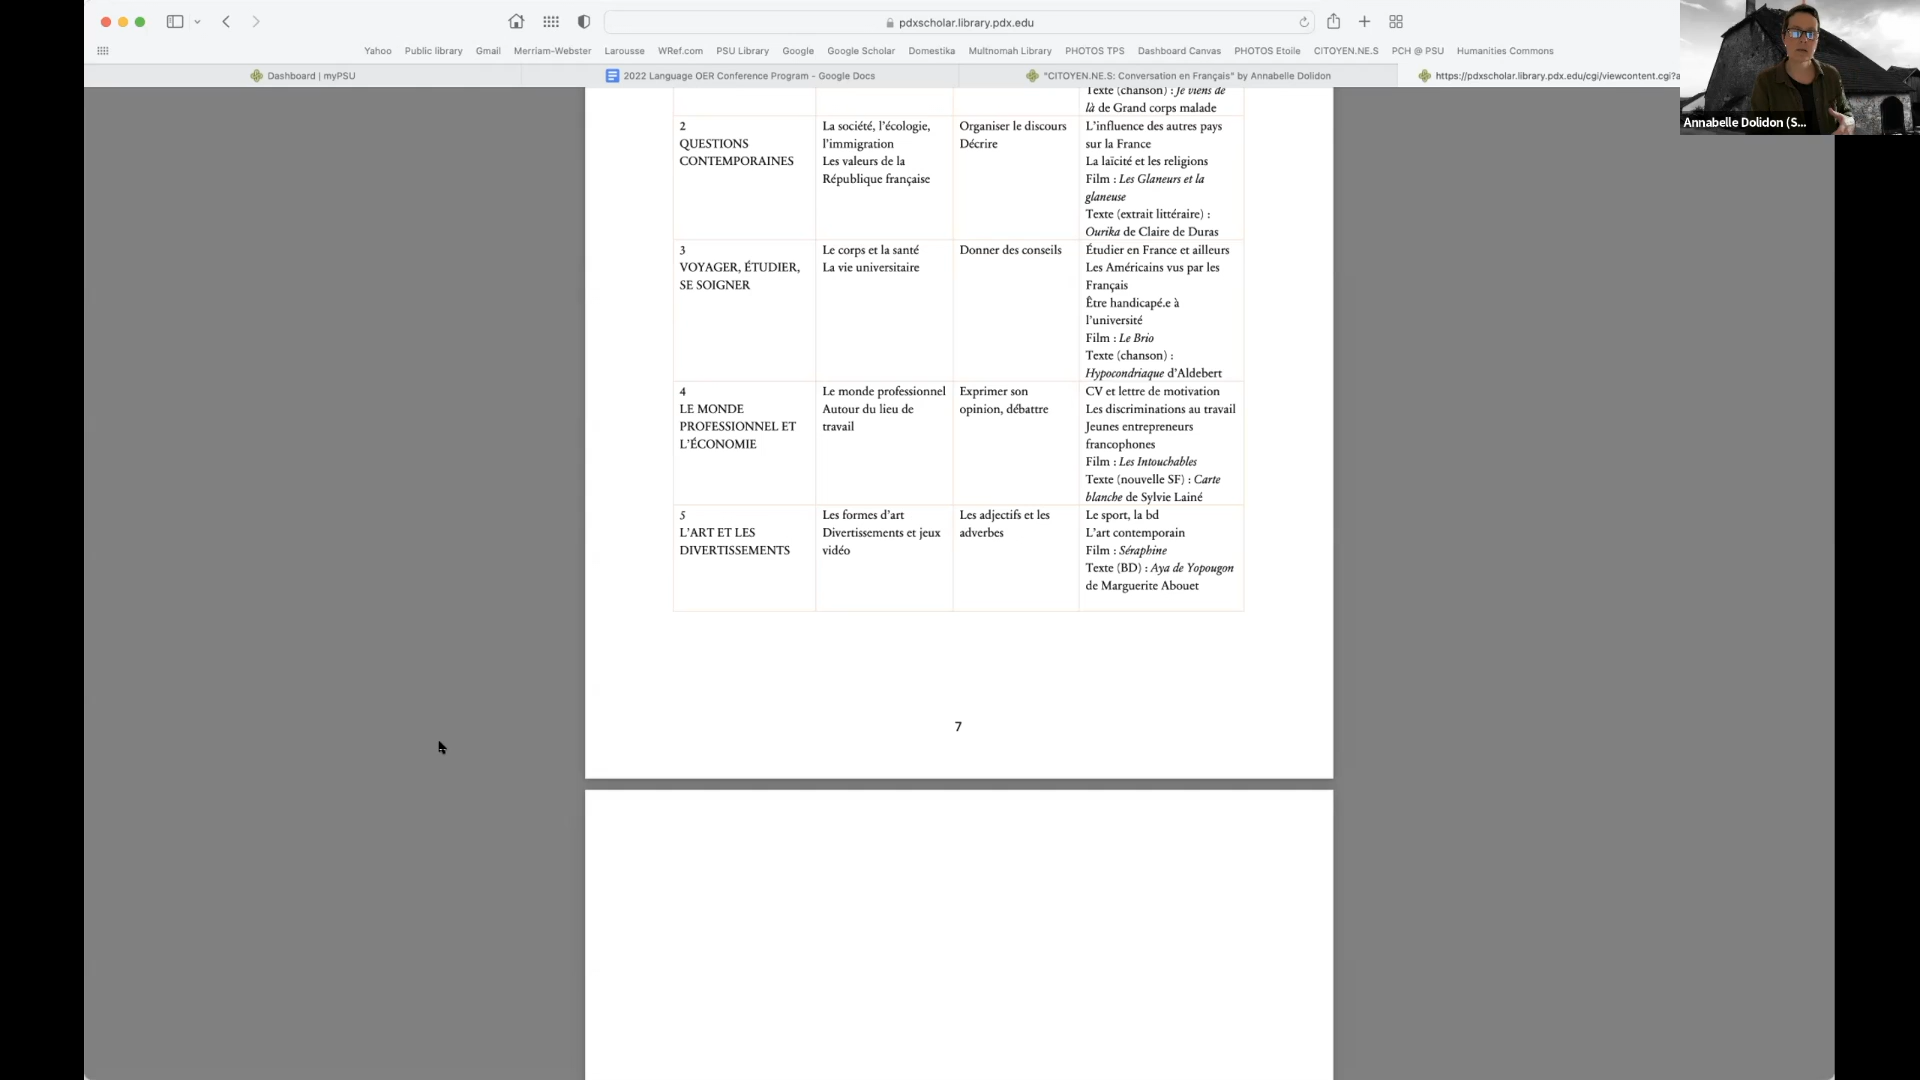 pdxscholar.library.pdx.edu
Yahoo Public library Gmail Merriam-Webster Larousse WRef.com PSU Library Google Google Scholar Domestika Multnomah Library PHOTOS TPS Dashboard Canvas PHOTOS Etoile CITOYEN.NE.S PCH @ PSU Humanities Commons
Dashboard | myPSU
2022 Language OER Conference Program - Google Docs
"CITOYEN.NE.S: Conversation en Français" by Annabelle Dolidon
https://pdxscholar.library.pdx.edu/cgi/viewcontent.cgi?a
Annabelle Dolidon (S...
Texte (chanson) : Je viens de
là de Grand corps malade
2
QUESTIONS
CONTEMPORAINES
La société, l'écologie,
l'immigration
Les valeurs de la
République française
Organiser le discours
Décrire
L'influence des autres pays
sur la France
La laïcité et les religions
Film : Les Glaneurs et la
glaneuse
Texte (extrait littéraire) :
Ourika de Claire de Duras
3
VOYAGER, ÉTUDIER,
SE SOIGNER
Le corps et la santé
La vie universitaire
Donner des conseils
Étudier en France et ailleurs
Les Américains vus par les
Français
Être handicapé.e à
l'université
Film : Le Brio
Texte (chanson) :
Hypocondriaque d'Aldebert
4
LE MONDE
PROFESSIONNEL ET
L'ÉCONOMIE
Le monde professionnel
Autour du lieu de
travail
Exprimer son
opinion, débattre
CV et lettre de motivation
Les discriminations au travail
Jeunes entrepreneurs
francophones
Film : Les Intouchables
Texte (nouvelle SF) : Carte
blanche de Sylvie Lainé
5
L'ART ET LES
DIVERTISSEMENTS
Les formes d'art
Divertissements et jeux
vidéo
Les adjectifs et les
adverbes
Le sport, la bd
L'art contemporain
Film : Séraphine
Texte (BD) : Aya de Yopougon
de Marguerite Abouet
7